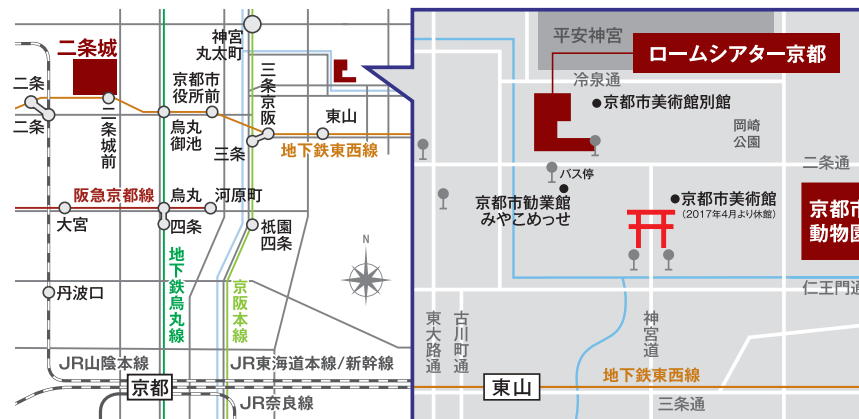 神宮
丸太町
二条城
二条
京都市
役所前
三条京阪
二条
二条城前
烏丸
御池
三条
東山
地下鉄東西線
阪急京都線
烏丸
河原町
大宮
四条
祇園
四条
N
地下鉄烏丸線
京阪本線
丹波口
JR山陰本線
JR東海道本線/新幹線
京都
JR奈良線
平安神宮
ロームシアター京都
冷泉通
京都市美術館別館
岡崎
公園
二条通
バス停
京都市勧業館
みやこめっせ
京都市美術館
(2017年4月より休館)
京都市
動物園
仁王門通
東大路通
古川町通
神宮道
地下鉄東西線
東山
三条通